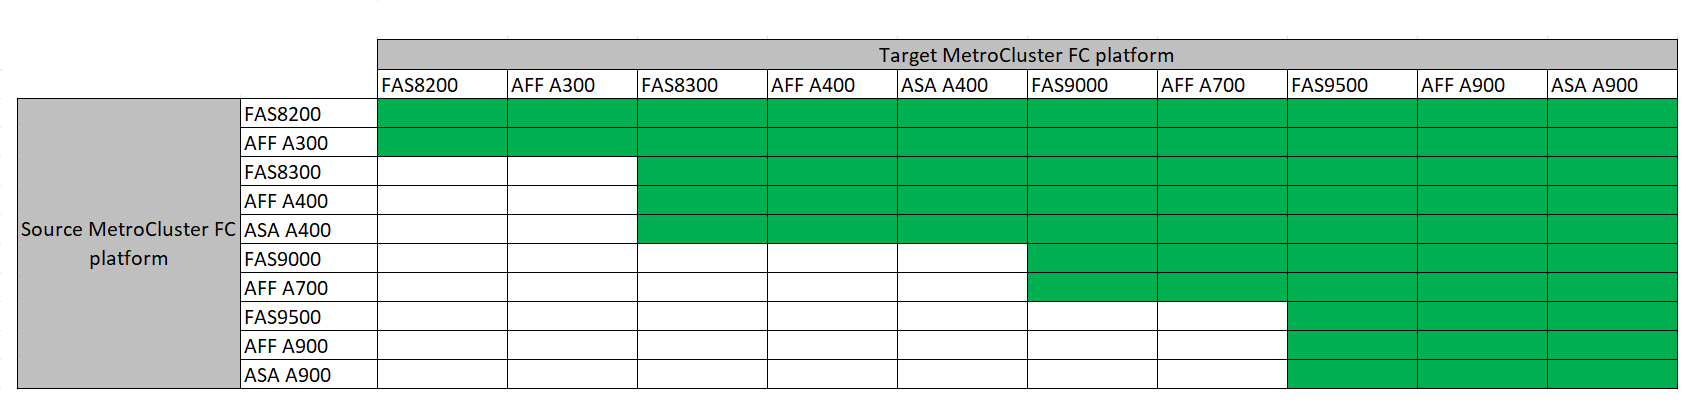 Target MetroCluster FC platform
FAS8200 AFF A300 FAS8300 AFF A400 ASA A400 FAS9000 AFF A700 FAS9500 AFF A900 ASA A900
Source MetroCluster FC
platform
FAS8200
AFF A300
FAS8300
AFF A400
ASA A400
FAS9000
AFF A700
FAS9500
AFF A900
ASA A900